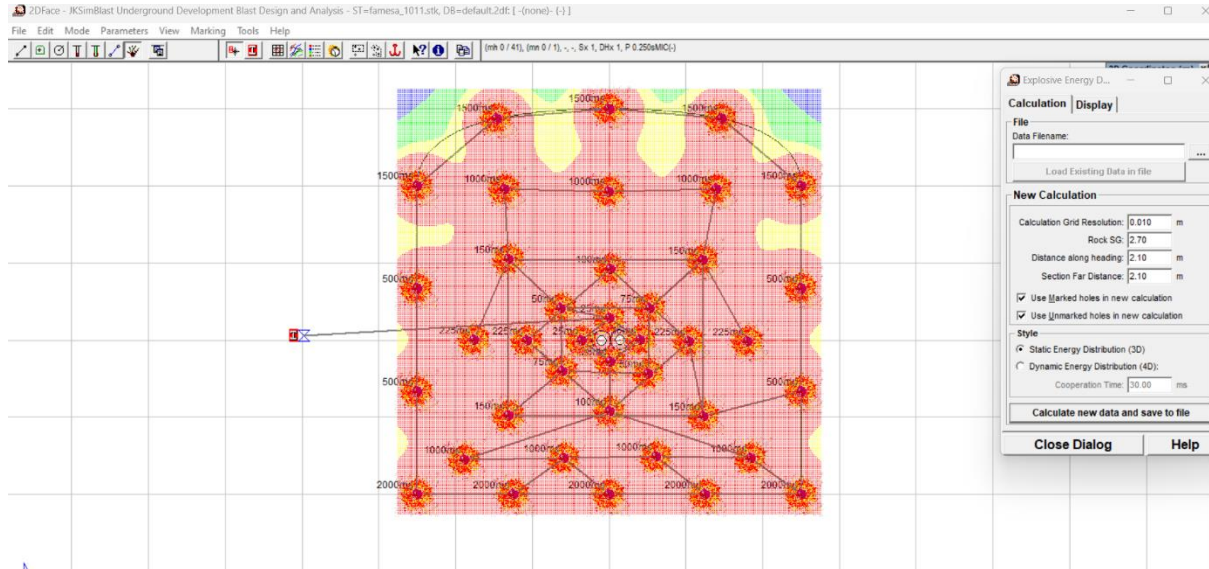 2DFace - JKSimBlast Underground Development Blast Design and Analysis - ST=famesa_1011.stk, DB=default.2df: [ -(none)- (-) ]
File Edit Mode Parameters View Marking Tools Help
(mh 0 / 41), (mn 0 / 1), -, -, Sx 1, DHx 1, P 0.250sMIC(-)
1500ms 1500ms 1500ms
1500ms 1000ms 1000ms 1000ms 1500ms
150ms 100ms 150ms
500ms 50ms 75ms 500ms
25ms
225ms 225ms 25ms 225ms
75ms
500ms 500ms
150ms 100ms 150ms
1000ms 1000ms 1000ms 1000ms
2000ms 2000ms 2000ms 2000ms 2000ms
Explosive Energy D...
Calculation Display
File
Data Filename:
...
Load Existing Data in file
New Calculation
Calculation Grid Resolution: 0.010 m
Rock SG: 2.70
Distance along heading: 2.10 m
Section Far Distance: 2.10 m
Use Marked holes in new calculation
Use Unmarked holes in new calculation
Style
Static Energy Distribution (3D)
Dynamic Energy Distribution (4D):
Cooperation Time: 30.00 ms
Calculate new data and save to file
Close Dialog Help